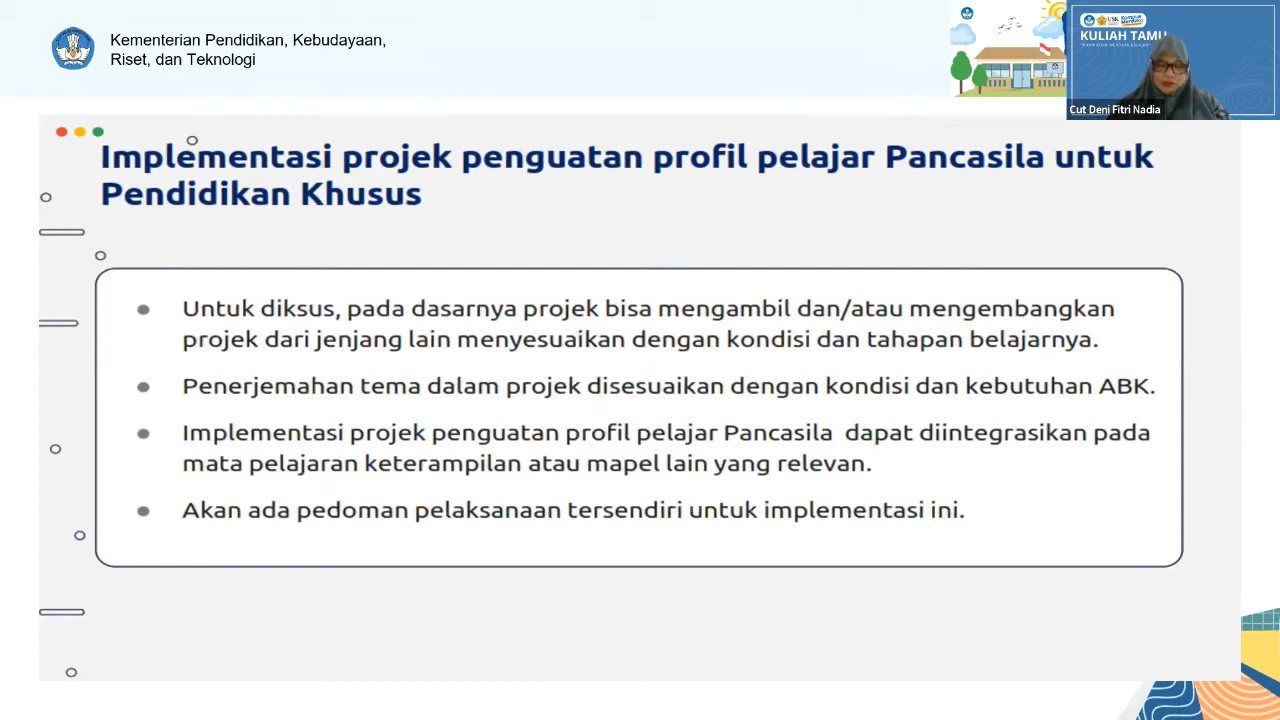 Kementerian Pendidikan, Kebudayaan,
Riset, dan Teknologi
KULIAH TAMU
Cut Deni Fitri Nadia
Implementasi projek penguatan profil pelajar Pancasila untuk
Pendidikan Khusus
Untuk diksus, pada dasarnya projek bisa mengambil dan/atau mengembangkan
projek dari jenjang lain menyesuaikan dengan kondisi dan tahapan belajarnya.
Penerjemahan tema dalam projek disesuaikan dengan kondisi dan kebutuhan ABK.
Implementasi projek penguatan profil pelajar Pancasila dapat diintegrasikan pada
mata pelajaran keterampilan atau mapel lain yang relevan.
Akan ada pedoman pelaksanaan tersendiri untuk implementasi ini.